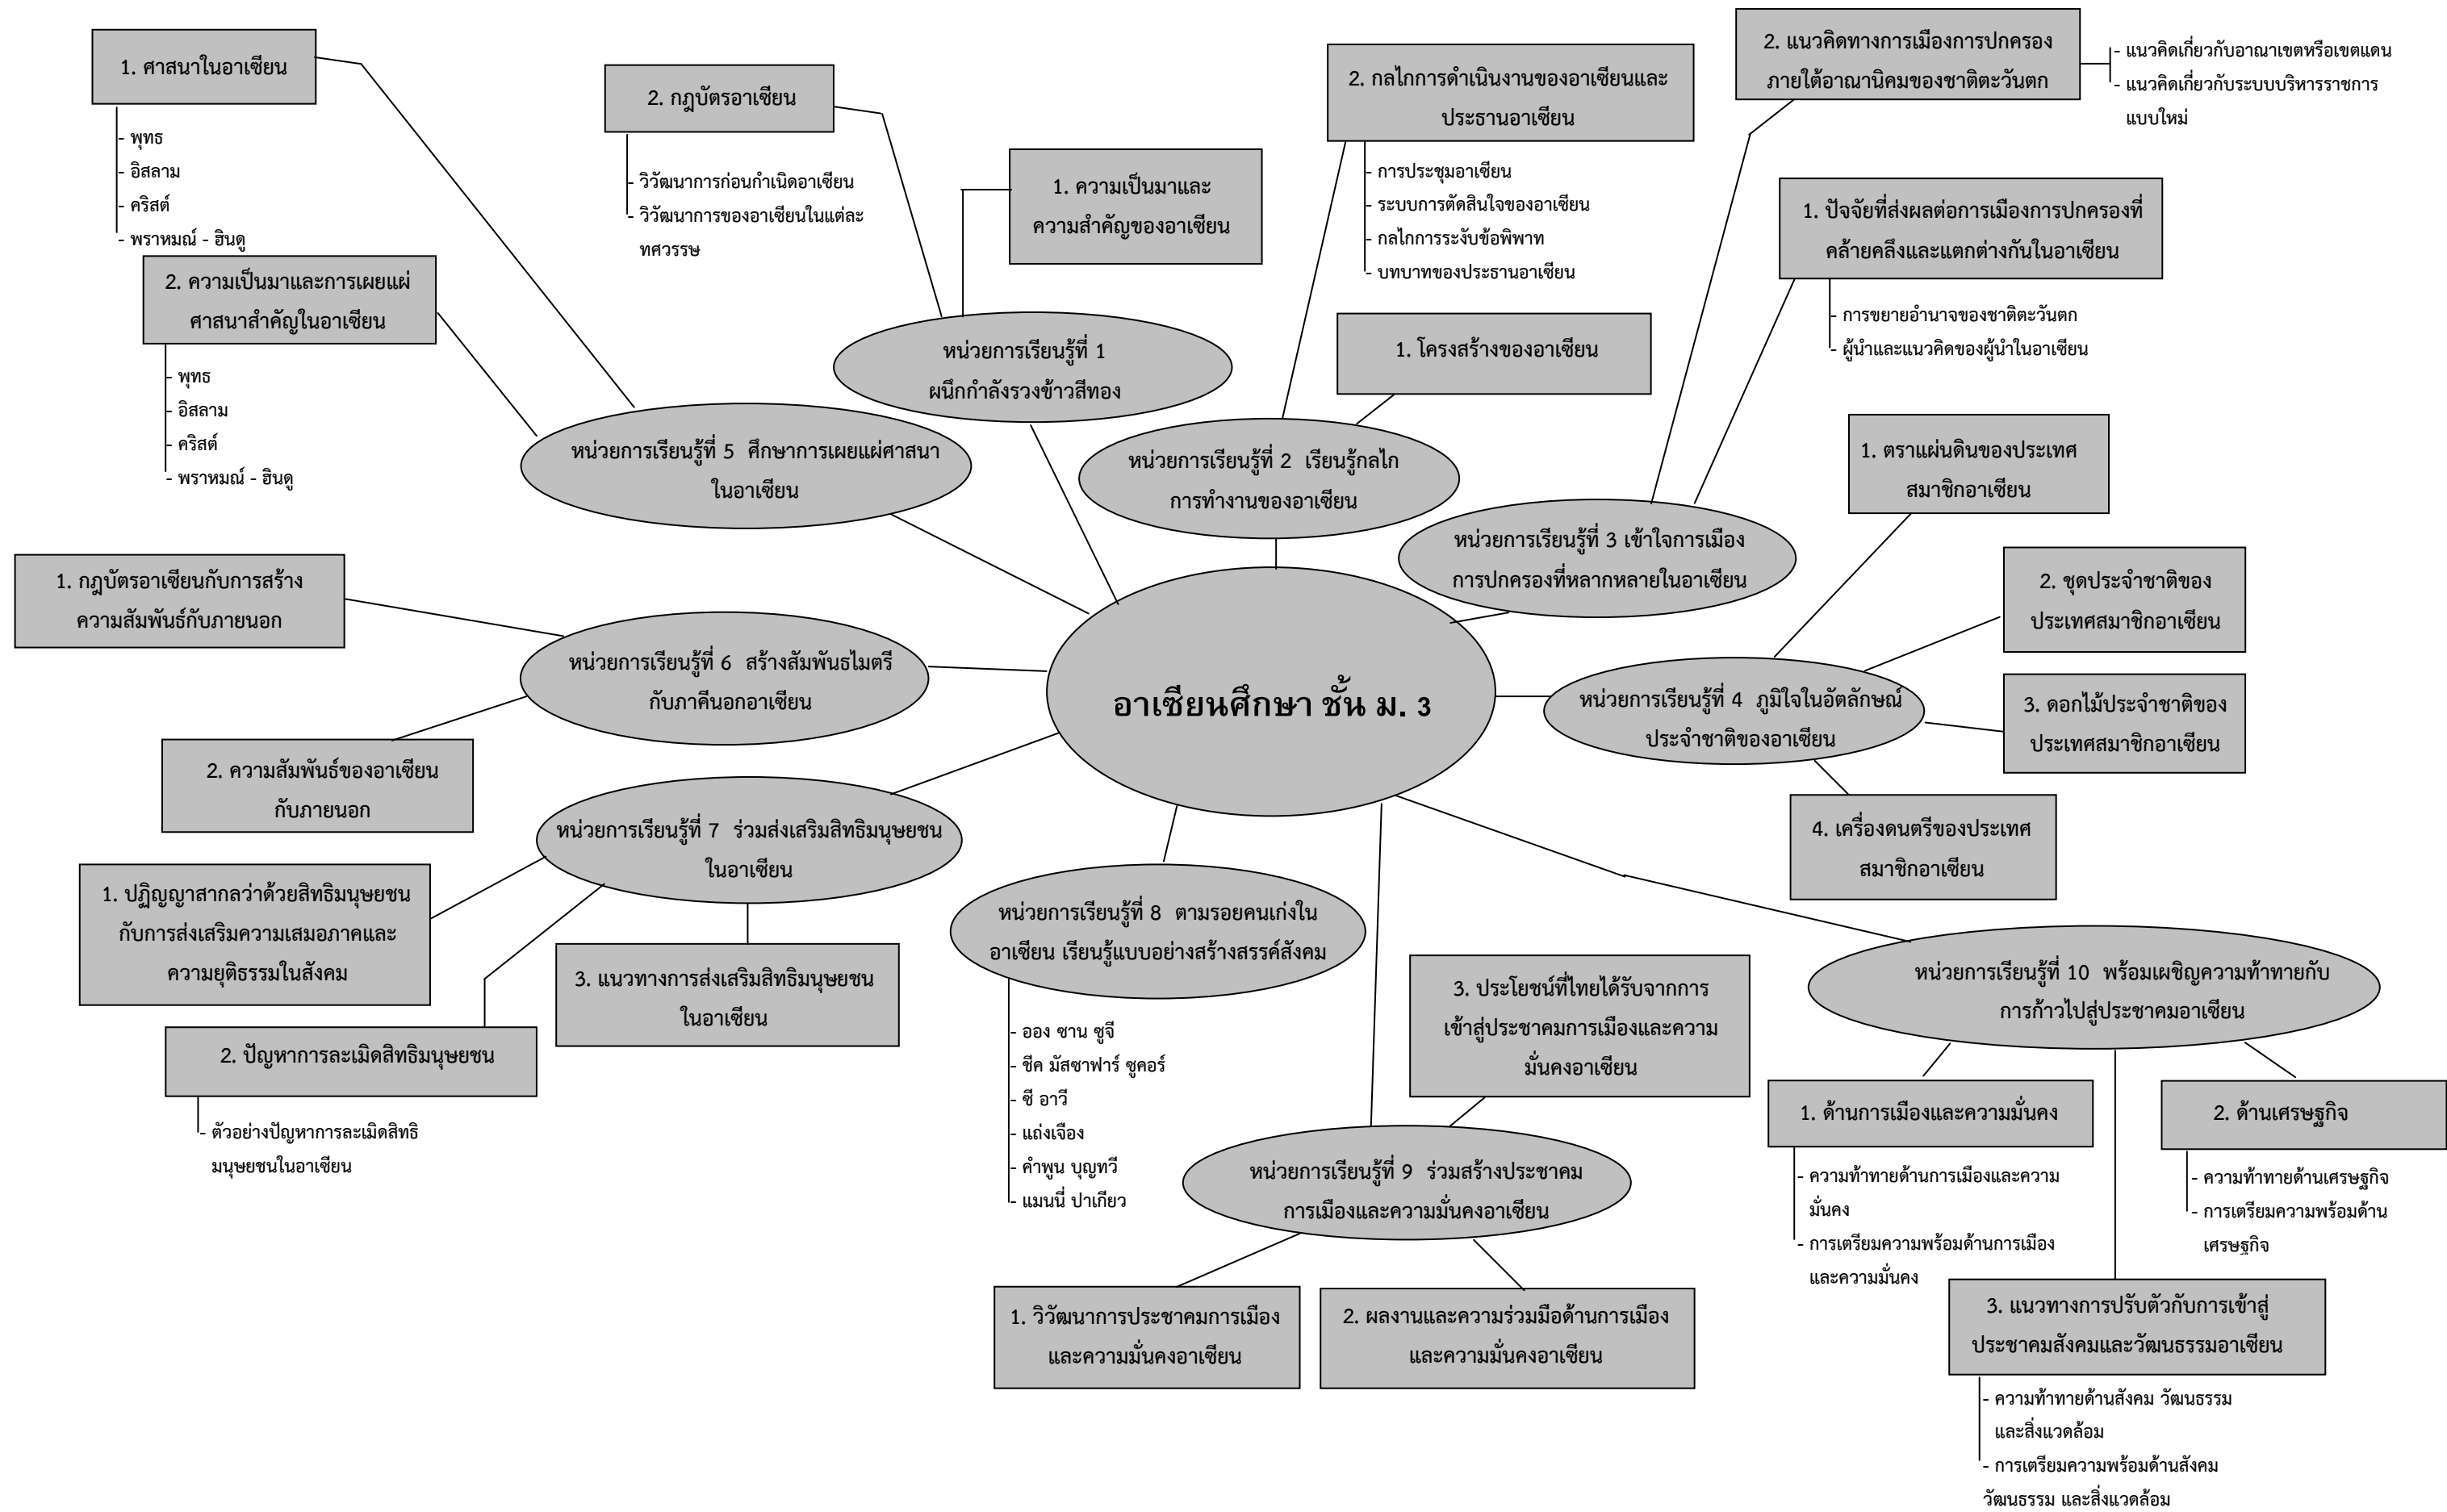 1. ศาสนาในอาเซียน
- พุทธ
- อิสลาม
- คริสต์
- พราหมณ์ - ฮินดู
2. ความเป็นมาและการเผยแผ่
ศาสนาสำคัญในอาเซียน
- พุทธ
- อิสลาม
- คริสต์
- พราหมณ์ - ฮินดู
หน่วยการเรียนรู้ที่ 5 ศึกษาการเผยแผ่ศาสนา
ในอาเซียน
2. กฎบัตรอาเซียน
- วิวัฒนาการก่อนกำเนิดอาเซียน
- วิวัฒนาการของอาเซียนในแต่ละ
ทศวรรษ
1. ความเป็นมาและ
ความสำคัญของอาเซียน
หน่วยการเรียนรู้ที่ 1
ผนึกกำลังรวงข้าวสีทอง
2. กลไกการดำเนินงานของอาเซียนและ
ประธานอาเซียน
- การประชุมอาเซียน
- ระบบการตัดสินใจของอาเซียน
- กลไกการระงับข้อพิพาท
- บทบาทของประธานอาเซียน
1. โครงสร้างของอาเซียน
หน่วยการเรียนรู้ที่ 2 เรียนรู้กลไก
การทำงานของอาเซียน
2. แนวคิดทางการเมืองการปกครอง
ภายใต้อาณานิคมของชาติตะวันตก
- แนวคิดเกี่ยวกับอาณาเขตหรือเขตแดน
- แนวคิดเกี่ยวกับระบบบริหารราชการ
แบบใหม่
1. ปัจจัยที่ส่งผลต่อการเมืองการปกครองที่
คล้ายคลึงและแตกต่างกันในอาเซียน
- การขยายอำนาจของชาติตะวันตก
- ผู้นำและแนวคิดของผู้นำในอาเซียน
หน่วยการเรียนรู้ที่ 3 เข้าใจการเมือง
การปกครองที่หลากหลายในอาเซียน
1. ตราแผ่นดินของประเทศ
สมาชิกอาเซียน
2. ชุดประจำชาติของ
ประเทศสมาชิกอาเซียน
3. ดอกไม้ประจำชาติของ
ประเทศสมาชิกอาเซียน
หน่วยการเรียนรู้ที่ 4 ภูมิใจในอัตลักษณ์
ประจำชาติของอาเซียน
4. เครื่องดนตรีของประเทศ
สมาชิกอาเซียน
อาเซียนศึกษา ชั้น ม. 3
1. กฎบัตรอาเซียนกับการสร้าง
ความสัมพันธ์กับภายนอก
หน่วยการเรียนรู้ที่ 6 สร้างสัมพันธไมตรี
กับภาคีนอกอาเซียน
2. ความสัมพันธ์ของอาเซียน
กับภายนอก
หน่วยการเรียนรู้ที่ 7 ร่วมส่งเสริมสิทธิมนุษยชน
ในอาเซียน
1. ปฏิญญาสากลว่าด้วยสิทธิมนุษยชน
กับการส่งเสริมความเสมอภาคและ
ความยุติธรรมในสังคม
3. แนวทางการส่งเสริมสิทธิมนุษยชน
ในอาเซียน
2. ปัญหาการละเมิดสิทธิมนุษยชน
- ตัวอย่างปัญหาการละเมิดสิทธิ
มนุษยชนในอาเซียน
หน่วยการเรียนรู้ที่ 8 ตามรอยคนเก่งใน
อาเซียน เรียนรู้แบบอย่างสร้างสรรค์สังคม
- ออง ซาน ซูจี
- ชีค มัสซาฟาร์ ซูคอร์
- ซี อาวี
- แถ่งเจือง
- คำพูน บุญทวี
- แมนนี่ ปาเกียว
3. ประโยชน์ที่ไทยได้รับจากการ
เข้าสู่ประชาคมการเมืองและความ
มั่นคงอาเซียน
หน่วยการเรียนรู้ที่ 9 ร่วมสร้างประชาคม
การเมืองและความมั่นคงอาเซียน
1. วิวัฒนาการประชาคมการเมือง
และความมั่นคงอาเซียน
2. ผลงานและความร่วมมือด้านการเมือง
และความมั่นคงอาเซียน
หน่วยการเรียนรู้ที่ 10 พร้อมเผชิญความท้าทายกับ
การก้าวไปสู่ประชาคมอาเซียน
1. ด้านการเมืองและความมั่นคง
- ความท้าทายด้านการเมืองและความ
มั่นคง
- การเตรียมความพร้อมด้านการเมือง
และความมั่นคง
2. ด้านเศรษฐกิจ
- ความท้าทายด้านเศรษฐกิจ
- การเตรียมความพร้อมด้าน
เศรษฐกิจ
3. แนวทางการปรับตัวกับการเข้าสู่
ประชาคมสังคมและวัฒนธรรมอาเซียน
- ความท้าทายด้านสังคม วัฒนธรรม
และสิ่งแวดล้อม
- การเตรียมความพร้อมด้านสังคม
วัฒนธรรม และสิ่งแวดล้อม